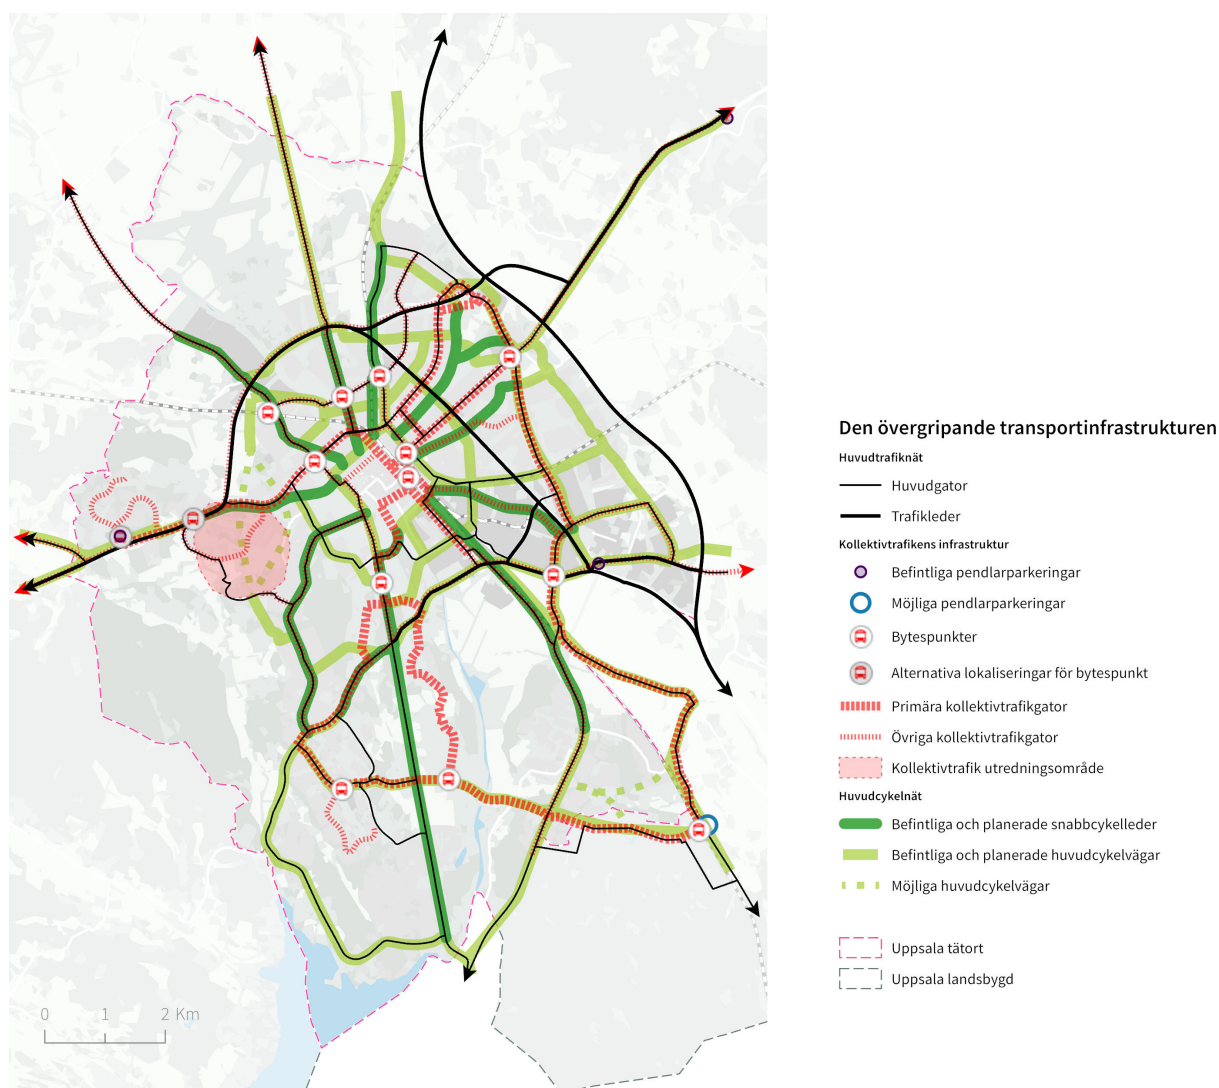 Den övergripande transportinfrastrukturen
Huvudtrafiknät
Huvudgator
Trafikleder
Kollektivtrafikens infrastruktur
Befintliga pendlarparkeringar
Möjliga pendlarparkeringar
Bytespunkter
Alternativa lokaliseringar för bytespunkt
Primära kollektivtrafikgator
Övriga kollektivtrafikgator
Kollektivtrafik utredningsområde
Huvudcykelnät
Befintliga och planerade snabbcykelleder
Befintliga och planerade huvudcykelvägar
Möjliga huvudcykelvägar
Uppsala tätort
Uppsala landsbygd
0 1 2 Km